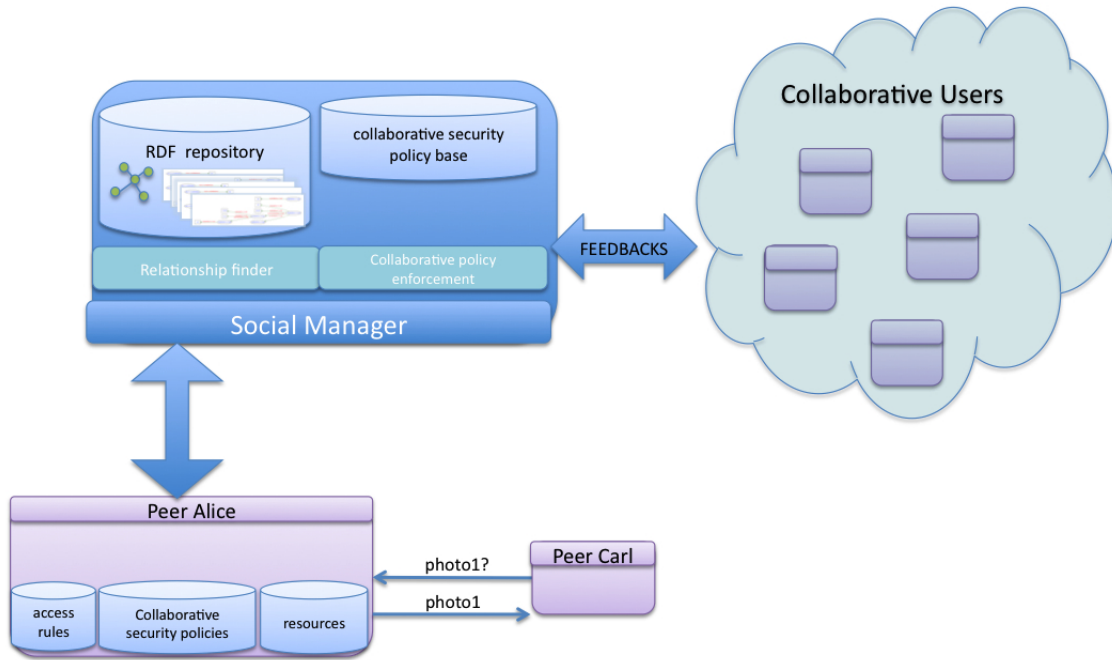 Collaborative Users
RDF repository
collaborative security
policy base
Relationship finder
Collaborative policy
enforcement
Social Manager
FEEDBACKS
Peer Alice
access
rules
Collaborative
security policies
resources
photo1?
photo1
Peer Carl